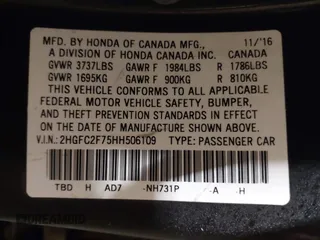 MFD. BY HONDA OF CANADA MFG., 11/'16
A DIVISION OF HONDA CANADA INC. CANADA
GVWR 3737LBS GAWR F 1984LBS R 1786LBS
GVWR 1695KG GAWR F 900KG R 810KG
THIS VEHICLE CONFORMS TO ALL APPLICABLE
FEDERAL MOTOR VEHICLE SAFETY, BUMPER,
AND THEFT PREVENTION STANDARDS IN EFFECT
ON THE DATE OF MANUFACTURE SHOWN ABOVE
V.I.N.: 2HGFC2F75HH506109 TYPE: PASSENGER CAR
TBD H AD7 -NH731P -A -H